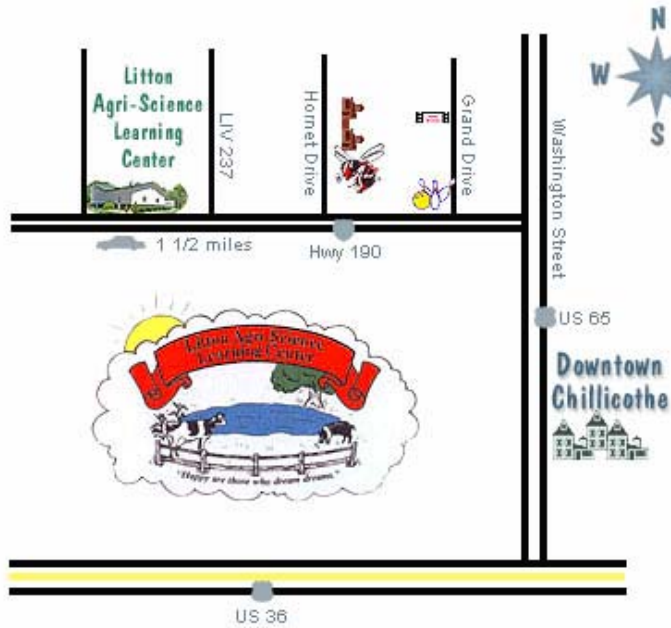 N
W
S
Litton
Agri-Science
Learning
Center
LIV 237
Hornet Drive
Grand Drive
Washington Street
1 1/2 miles
Hwy 190
US 65
Litton Agri Science
Learning Center
"Happy are those who dream dreams."
Downtown
Chillicothe
US 36